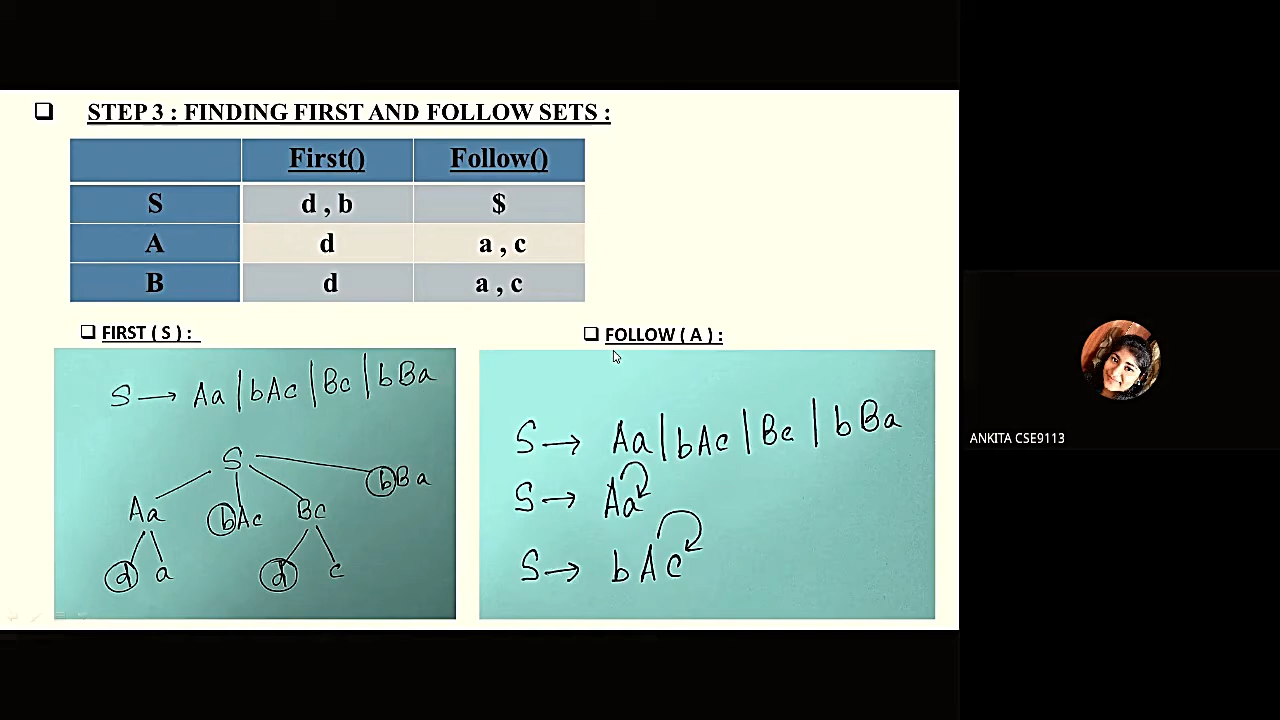 ❑ STEP 3 : FINDING FIRST AND FOLLOW SETS :
First() Follow()
S d , b $
A d a , c
B d a , c
❑ FIRST ( S ) :
S → Aa | bAc | Bc | bBa
S
Aa bAc Bc bBa
d a d c
❑ FOLLOW ( A ) :
S → Aa | bAc | Bc | bBa
S → Aa
S → bAc
ANKITA CSE9113